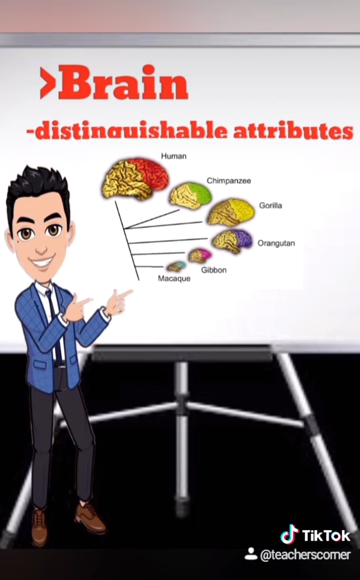 >Brain
-distinguishable attributes
Human
Chimpanzee
Gorilla
Orangutan
Gibbon
Macaque
TikTok
@teacherscorner